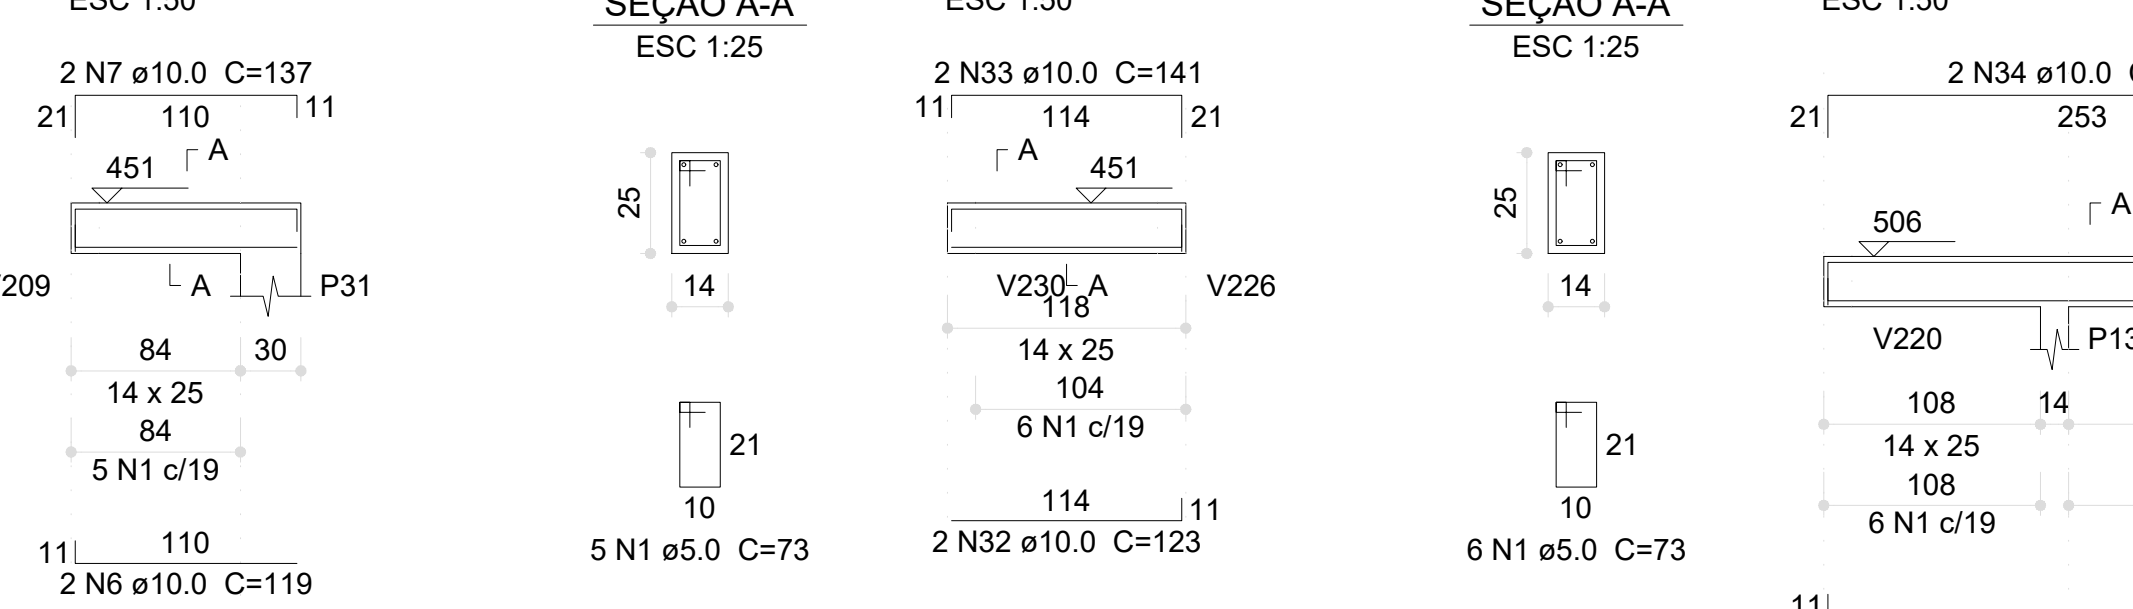 ESC 1:50
2 N7 ø10.0 C=137
21
110
11
A
451
A
P31
84
30
14 x 25
84
5 N1 c/19
11
110
2 N6 ø10.0 C=119
SEÇÃO A-A
ESC 1:25
25
14
21
10
5 N1 ø5.0 C=73
ESC 1:50
2 N33 ø10.0 C=141
11
114
21
A
451
V230
A
V226
118
14 x 25
104
6 N1 c/19
114
11
2 N32 ø10.0 C=123
SEÇÃO A-A
ESC 1:25
25
14
21
10
6 N1 ø5.0 C=73
ESC 1:50
2 N34 ø10.0
21
253
A
506
V220
108
14
14 x 25
108
6 N1 c/19
11